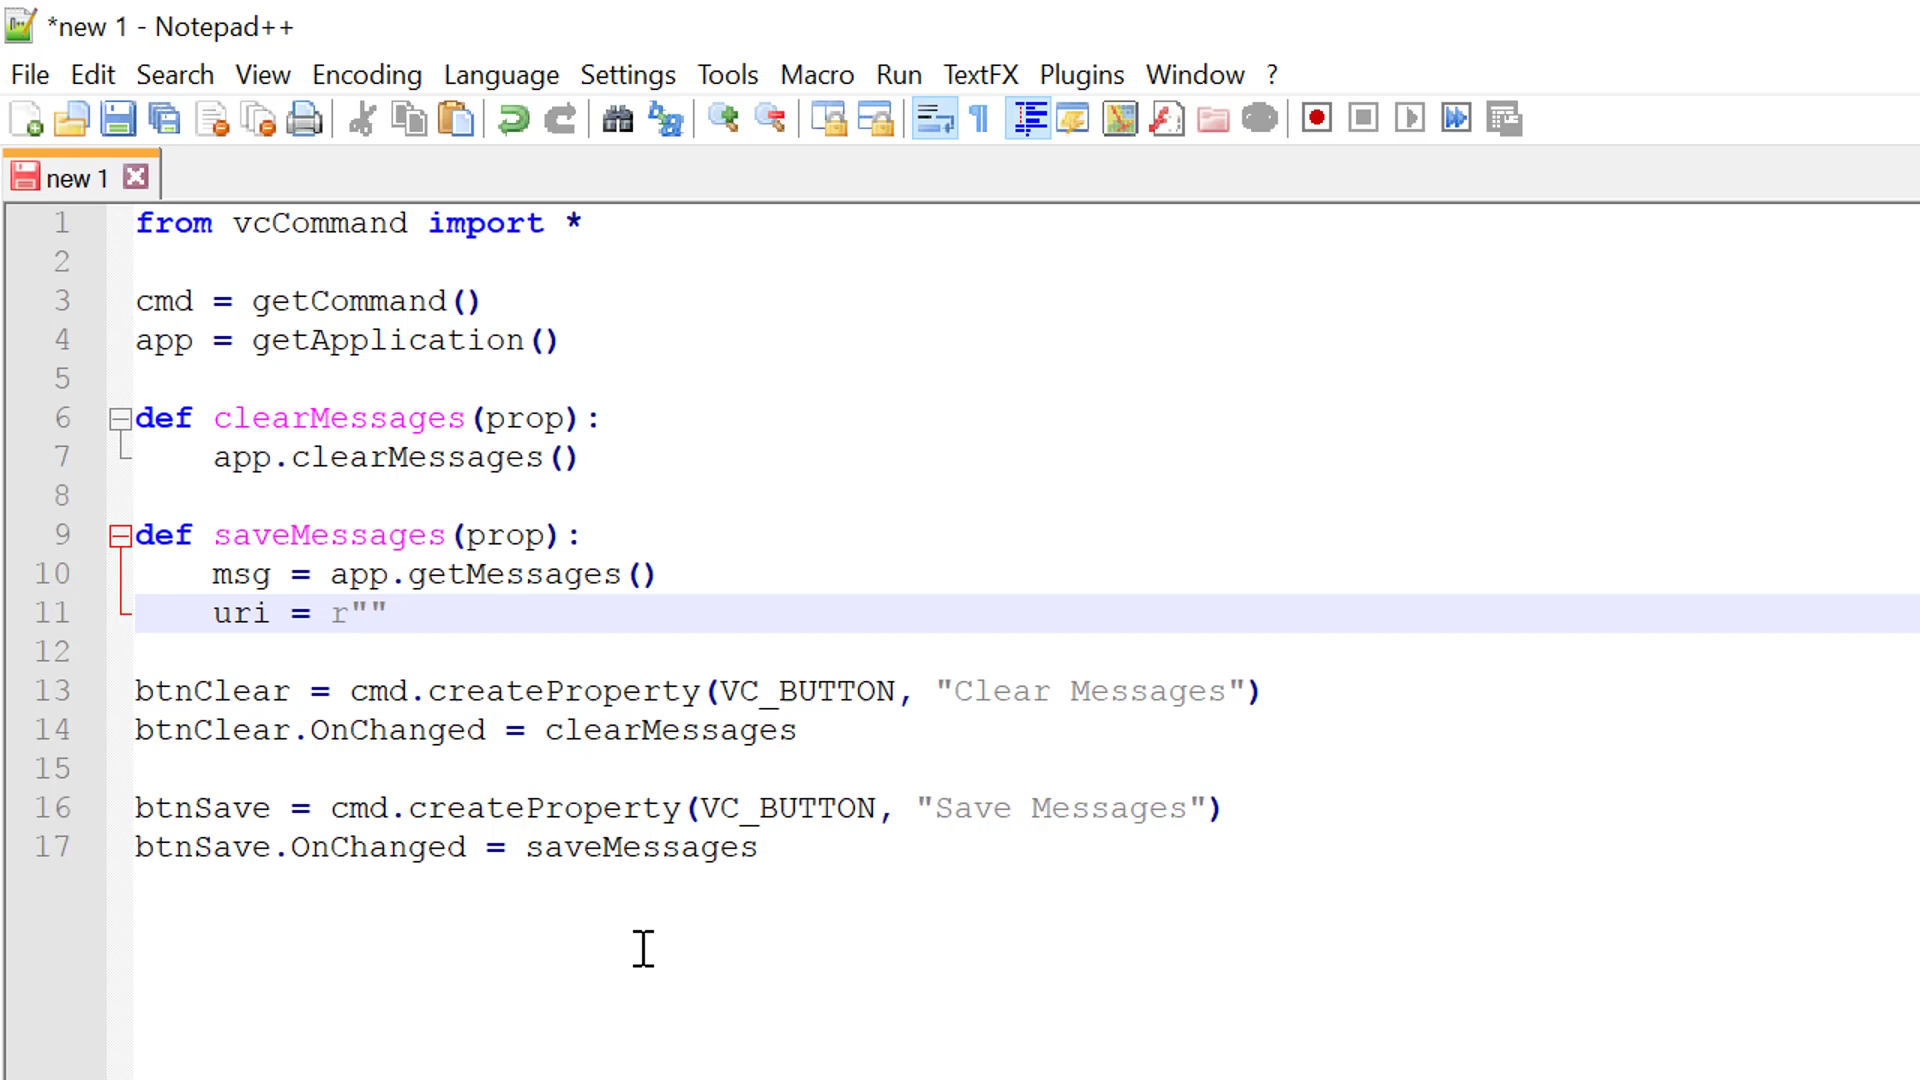 *new 1 - Notepad++
File Edit Search View Encoding Language Settings Tools Macro Run TextFX Plugins Window ?
new 1
1 from vcCommand import *
2
3 cmd = getCommand()
4 app = getApplication()
5
6 def clearMessages(prop):
7     app.clearMessages()
8
9 def saveMessages(prop):
10     msg = app.getMessages()
11     uri = r""
12
13 btnClear = cmd.createProperty(VC_BUTTON, "Clear Messages")
14 btnClear.OnChanged = clearMessages
15
16 btnSave = cmd.createProperty(VC_BUTTON, "Save Messages")
17 btnSave.OnChanged = saveMessages